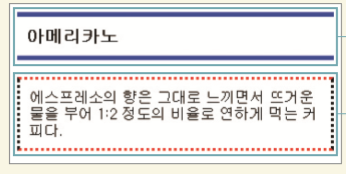 아메리카노
에스프레소의 향은 그대로 느끼면서 뜨거운
물을 부어 1:2 정도의 비율로 연하게 먹는 커
피다.